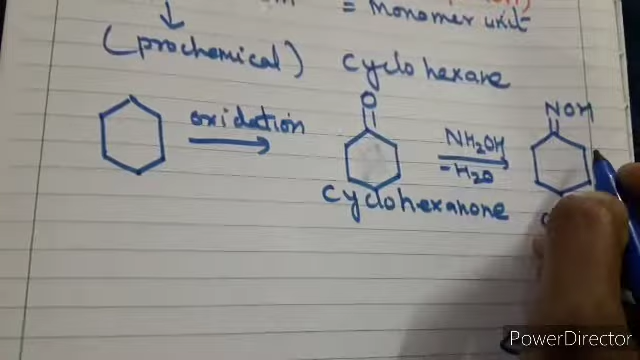 = Monomer unit
(prochemical) cyclohexane
oxidation
O
NH₂OH
-H₂O
NOH
cyclohexanone
PowerDirector